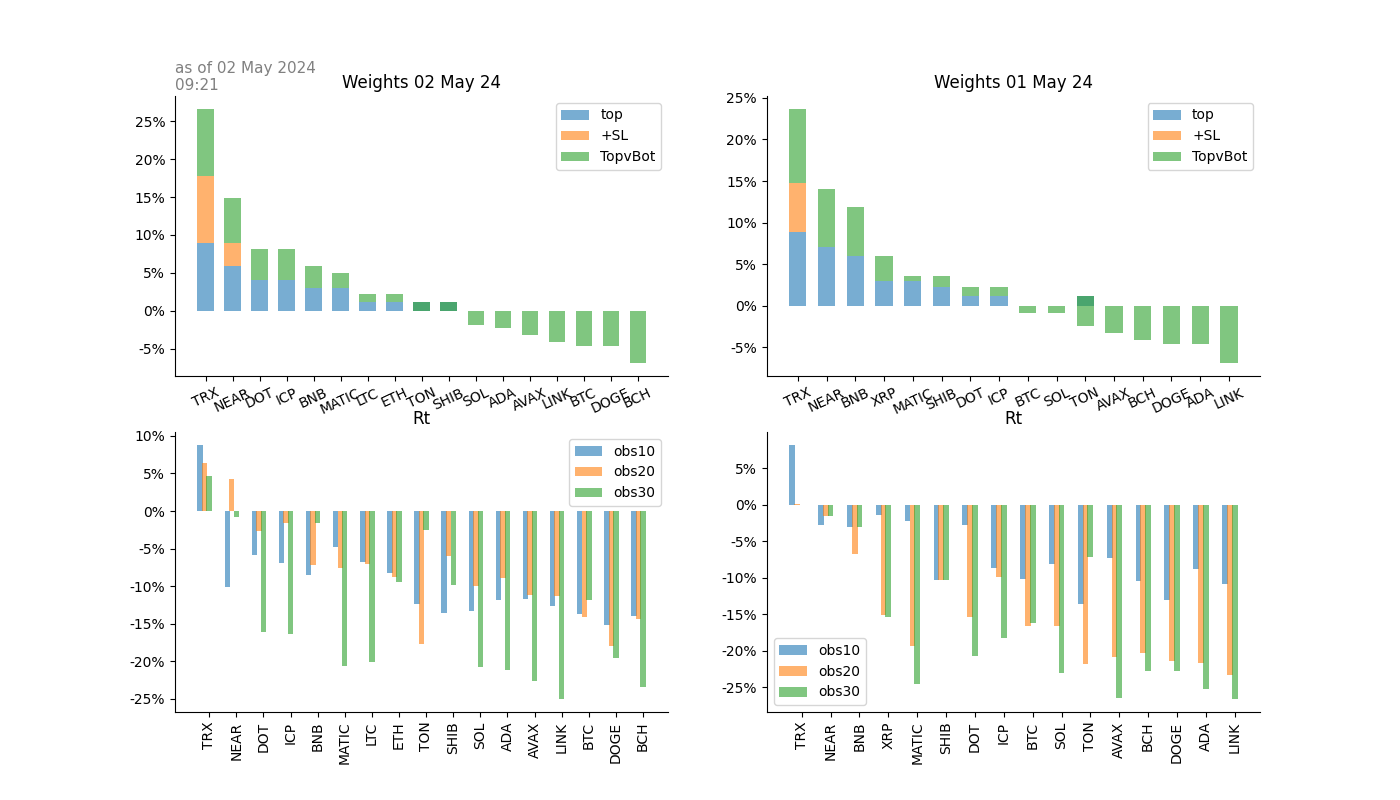 as of 02 May 2024
09:21
Weights 02 May 24
25%
20%
15%
10%
5%
0%
-5%
top
+SL
TopvBot
TRX NEAR DOT ICP BNB MATIC LTC ETH TON SHIB SOL ADA AVAX LINK BTC DOGE BCH
Weights 01 May 24
25%
20%
15%
10%
5%
0%
-5%
top
+SL
TopvBot
TRX NEAR BNB XRP MATIC SHIB DOT ICP BTC SOL TON AVAX BCH DOGE ADA LINK
Rt
10%
5%
0%
-5%
-10%
-15%
-20%
-25%
obs10
obs20
obs30
TRX NEAR DOT ICP BNB MATIC LTC ETH TON SHIB SOL ADA AVAX LINK BTC DOGE BCH
Rt
5%
0%
-5%
-10%
-15%
-20%
-25%
obs10
obs20
obs30
TRX NEAR BNB XRP MATIC SHIB DOT ICP BTC SOL TON AVAX BCH DOGE ADA LINK